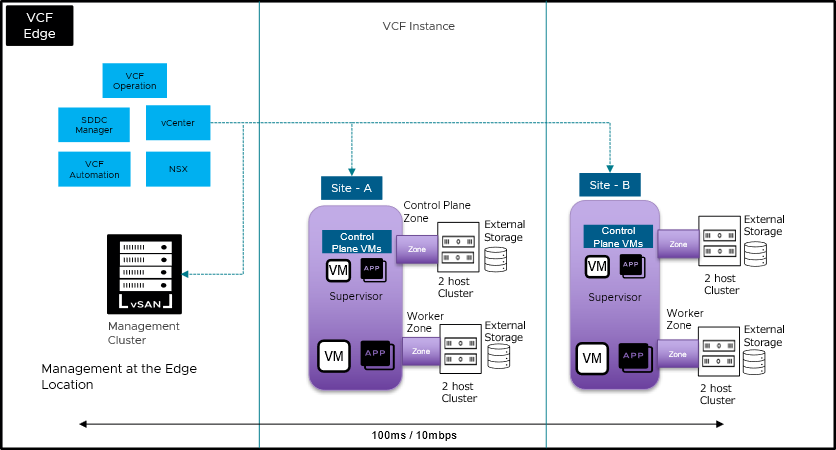 VCF
Edge
VCF Instance
VCF
Operation
SDDC
Manager
vCenter
VCF
Automation
NSX
vSAN
Management
Cluster
Management at the Edge
Location
Site - A
Control Plane
Zone
Control
Plane VMs
Zone
External
Storage
VM
APP
2 host
Cluster
Supervisor
Worker
Zone
External
Storage
VM
APP
Zone
2 host
Cluster
Site - B
Control
Plane VMs
Zone
External
Storage
VM
APP
2 host
Cluster
Supervisor
Worker
Zone
External
Storage
VM
APP
Zone
2 host
Cluster
100ms / 10mbps